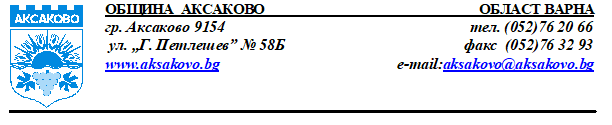 АКСАКОВО
ОБЩИНА АКСАКОВО ОБЛАСТ ВАРНА
гр. Аксаково 9154 тел. (052)76 20 66
ул. „Г. Петлешев” № 58Б факс (052)76 32 93
www.aksakovo.bg e-mail:aksakovo@aksakovo.bg